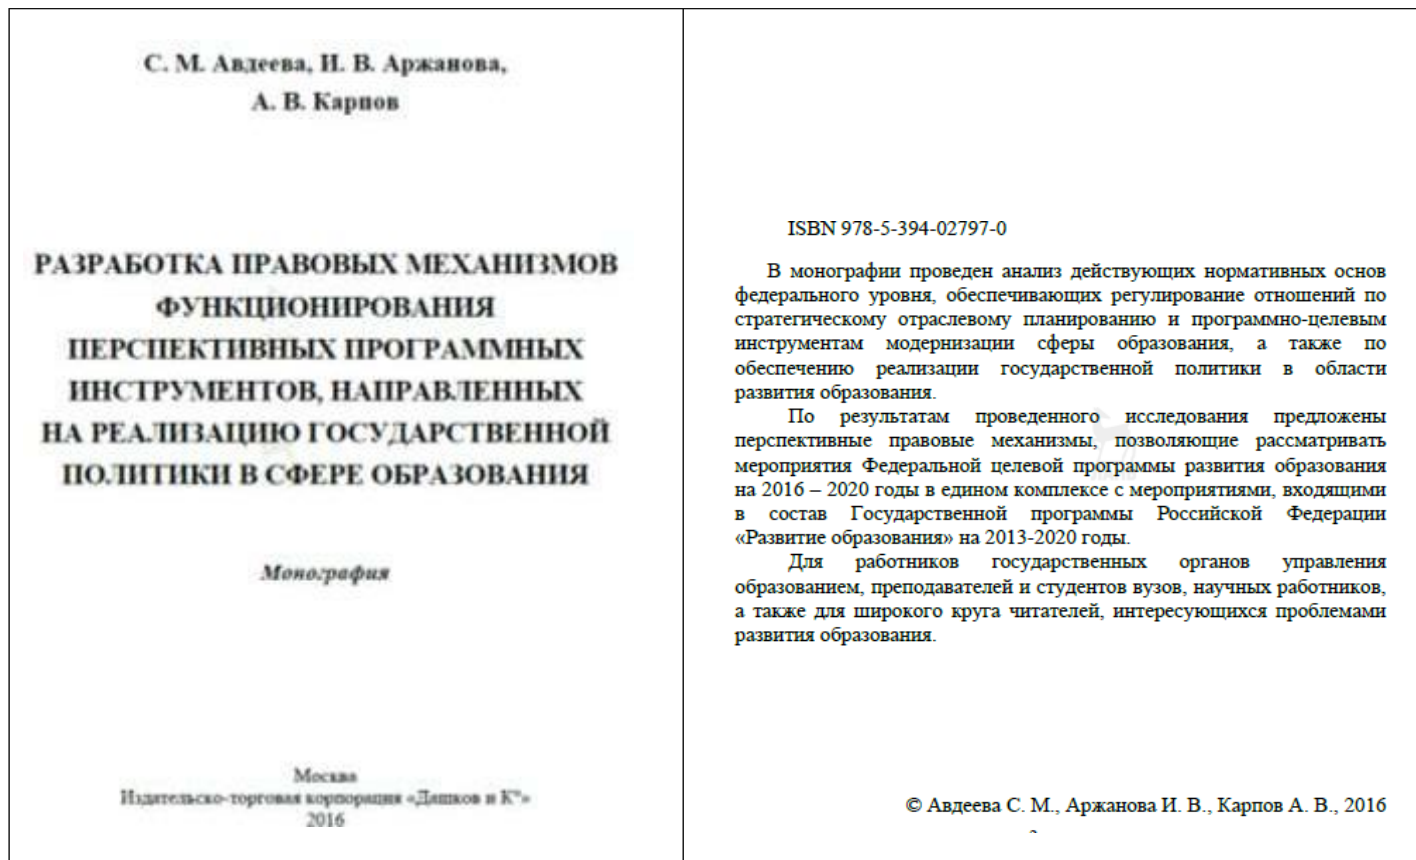 С. М. Авдеева, И. В. Аржанова,
А. В. Карпов
РАЗРАБОТКА ПРАВОВЫХ МЕХАНИЗМОВ
ФУНКЦИОНИРОВАНИЯ
ПЕРСПЕКТИВНЫХ ПРОГРАММНЫХ
ИНСТРУМЕНТОВ, НАПРАВЛЕННЫХ
НА РЕАЛИЗАЦИЮ ГОСУДАРСТВЕННОЙ
ПОЛИТИКИ В СФЕРЕ ОБРАЗОВАНИЯ
Монография
Москва
Издательско-торговая корпорация «Дашков и К°»
2016
ISBN 978-5-394-02797-0
В монографии проведен анализ действующих нормативных основ
федерального уровня, обеспечивающих регулирование отношений по
стратегическому отраслевому планированию и программно-целевым
инструментам модернизации сферы образования, а также по
обеспечению реализации государственной политики в области
развития образования.
По результатам проведенного исследования предложены
перспективные правовые механизмы, позволяющие рассматривать
мероприятия Федеральной целевой программы развития образования
на 2016 – 2020 годы в едином комплексе с мероприятиями, входящими
в состав Государственной программы Российской Федерации
«Развитие образования» на 2013-2020 годы.
Для работников государственных органов управления
образованием, преподавателей и студентов вузов, научных работников,
а также для широкого круга читателей, интересующихся проблемами
развития образования.
© Авдеева С. М., Аржанова И. В., Карпов А. В., 2016